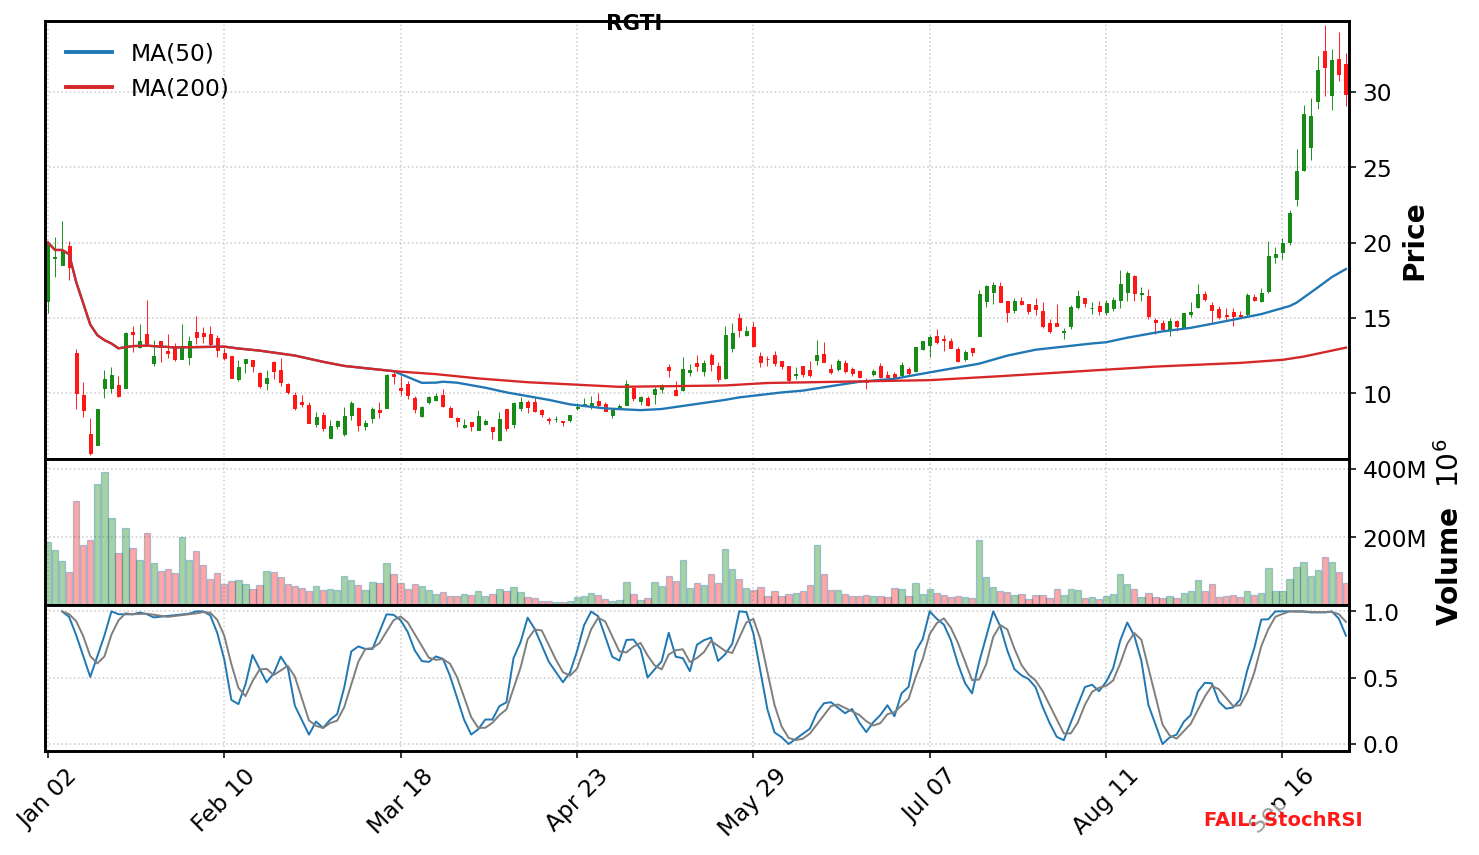 RGTI
MA(50)
MA(200)
30
25
20
15
10
Price
400M
200M
Volume 10⁶
1.0
0.5
0.0
Jan 02
Feb 10
Mar 18
Apr 23
May 29
Jul 07
Aug 11
Sep 16
FAIL: StochRSI